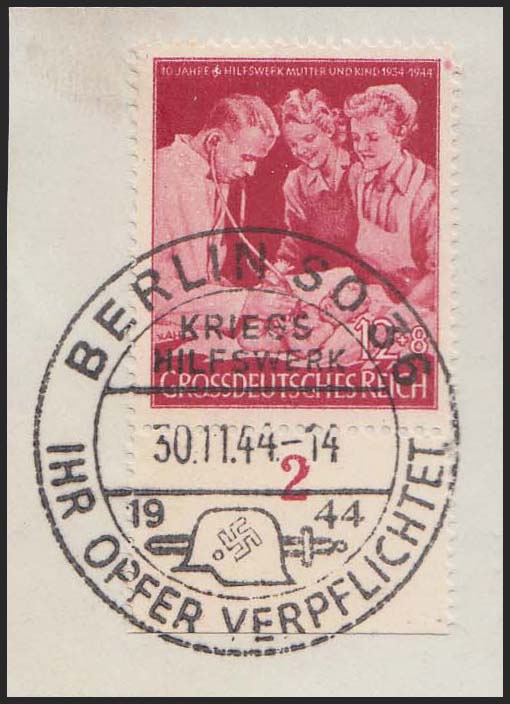 10 JAHRE HILFSWERK MUTTER UND KIND 1934-1944
12+8
GROSSDEUTSCHES REICH
BERLIN SO 36
KRIEGS
HILFSWERK
30.11.44.-14
2
19 44
IHR OPFER VERPFLICHTET